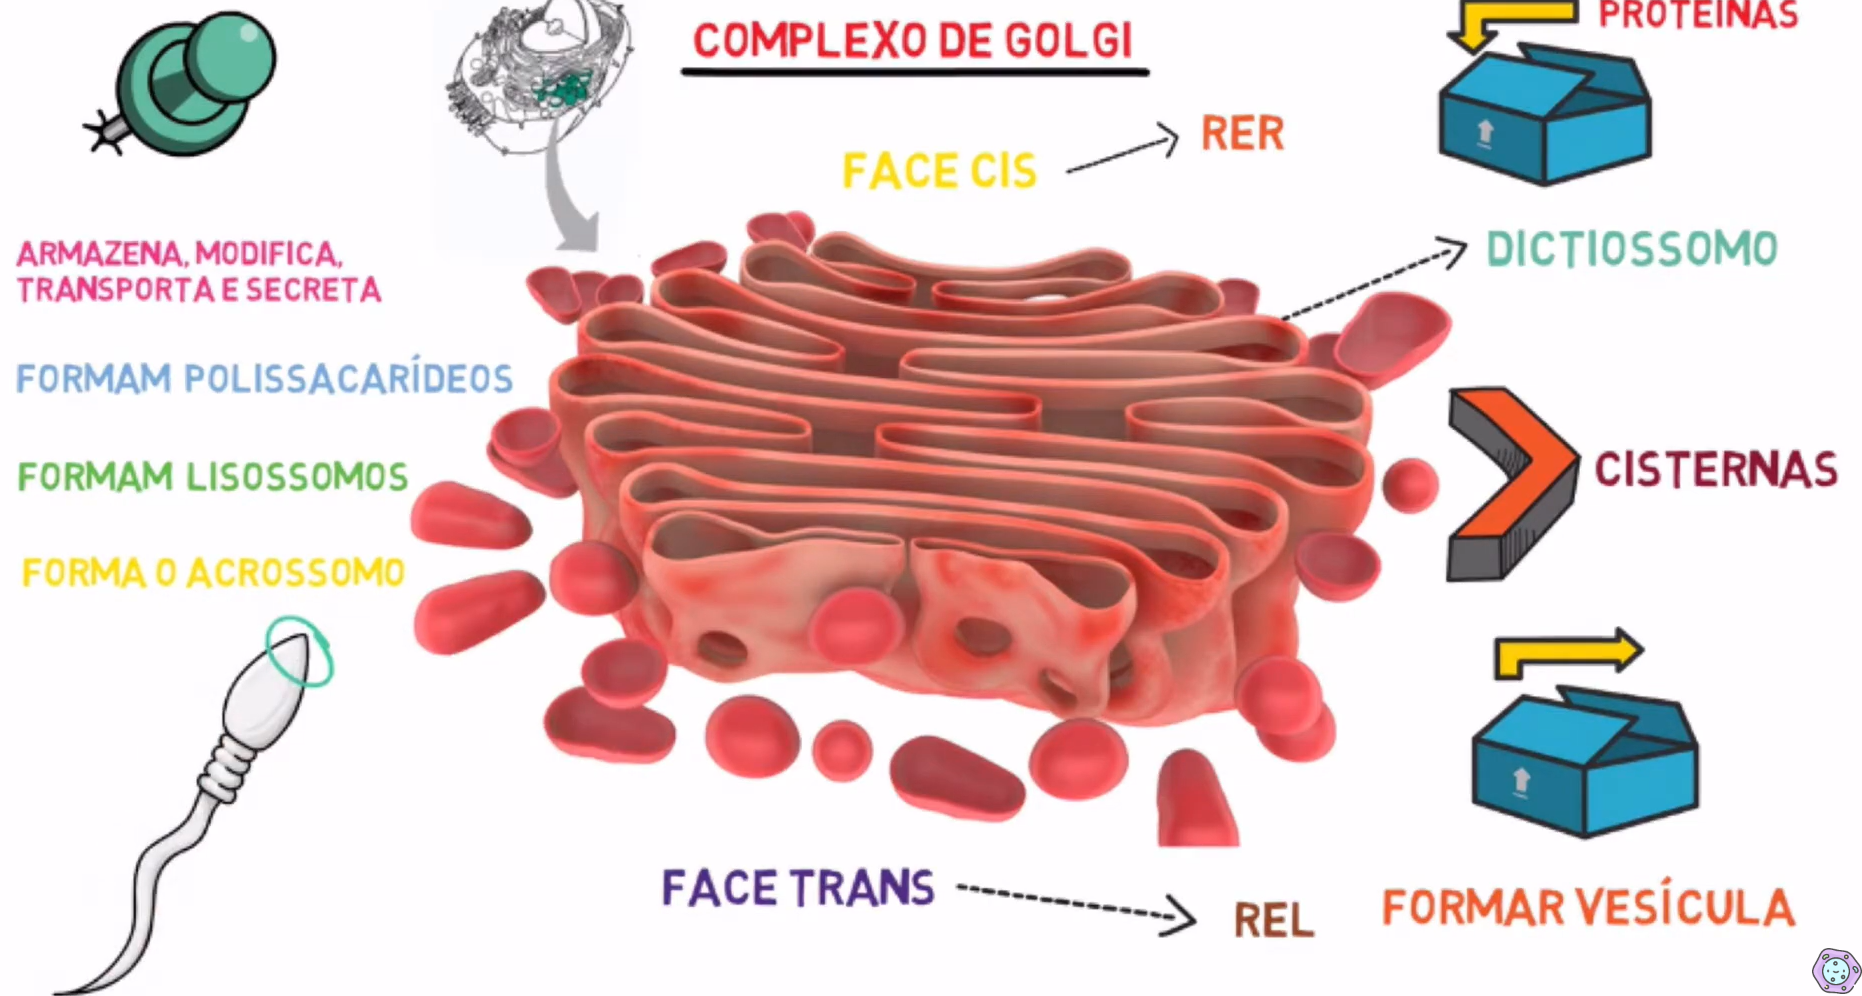 COMPLEXO DE GOLGI
PROTEINAS
FACE CIS
RER
ARMAZENA, MODIFICA,
TRANSPORTA E SECRETA
DICTIOSSOMO
FORMAM POLISSACARÍDEOS
FORMAM LISOSSOMOS
CISTERNAS
FORMA O ACROSSOMO
FACE TRANS
REL
FORMAR VESÍCULA